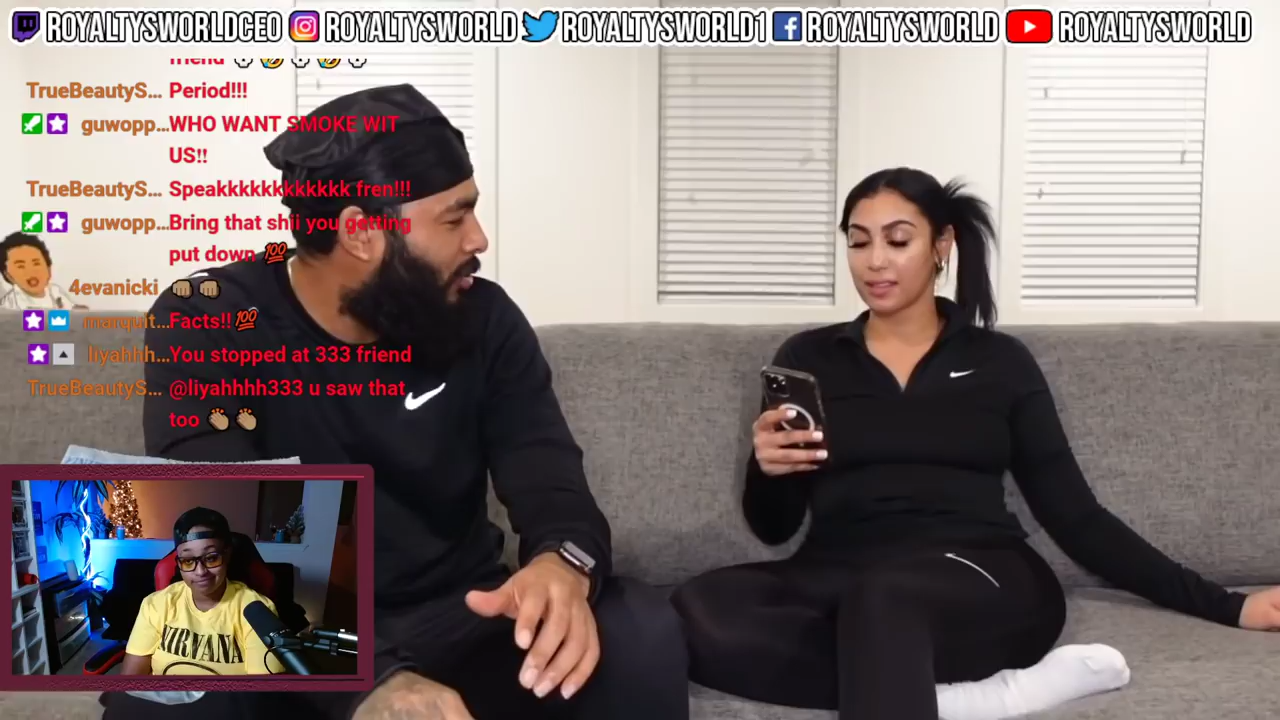 ROYALTYSWORLDCEO ROYALTYSWORLD ROYALTYSWORLD1 ROYALTYSWORLD ROYALTYSWORLD
friend
TrueBeautyS... Period!!!
guwopp... WHO WANT SMOKE WIT
US!!
TrueBeautyS... Speakkkkkkkkkkkk fren!!!
guwopp... Bring that shii you getting
put down 💯
4evanicki 👊🏽 👊🏽
marquit... Facts!! 💯
liyahhh... You stopped at 333 friend
TrueBeautyS... @liyahhhh333 u saw that
too 👏🏽 👏🏽
NIRVANA